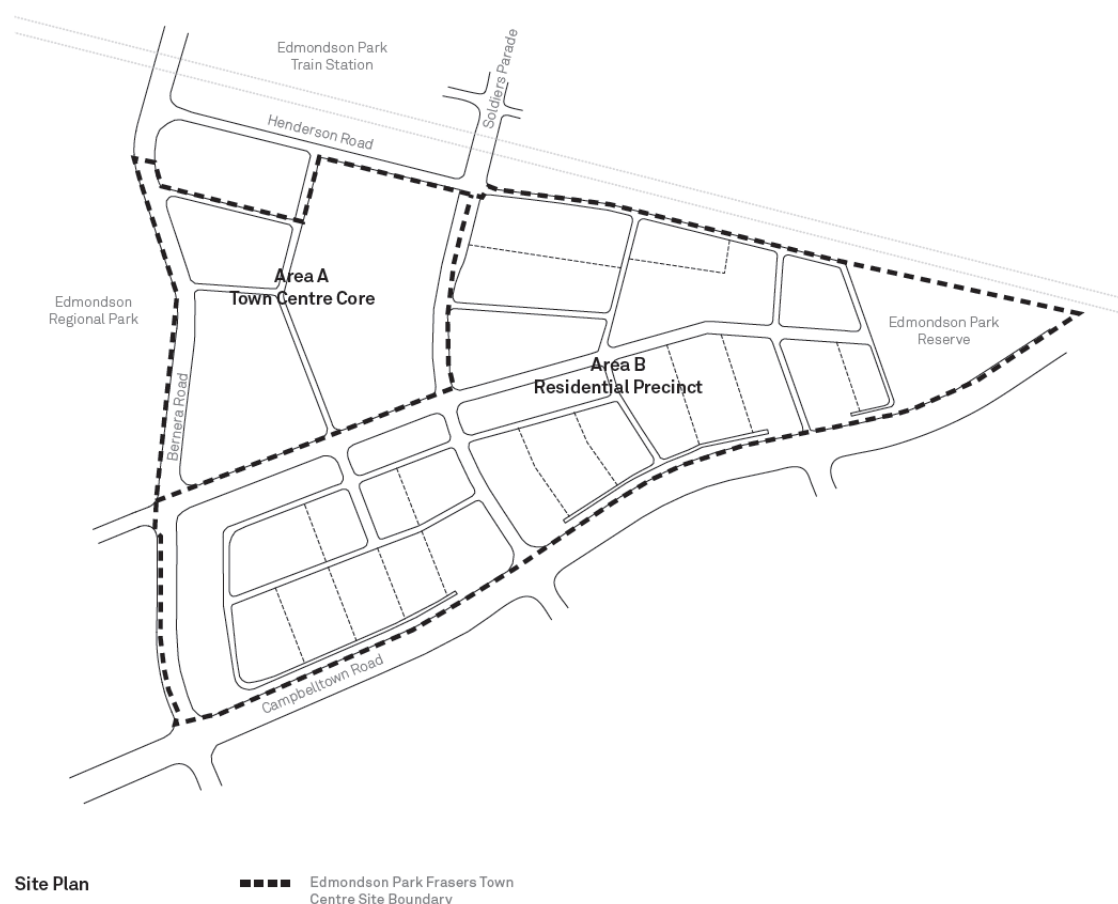 Edmondson Park
Train Station
Soldiers Parade
Henderson Road
Area A
Town Centre Core
Edmondson
Regional Park
Edmondson Park
Reserve
Area B
Residential Precinct
Bernera Road
Campbelltown Road
Site Plan
Edmondson Park Frasers Town
Centre Site Boundary